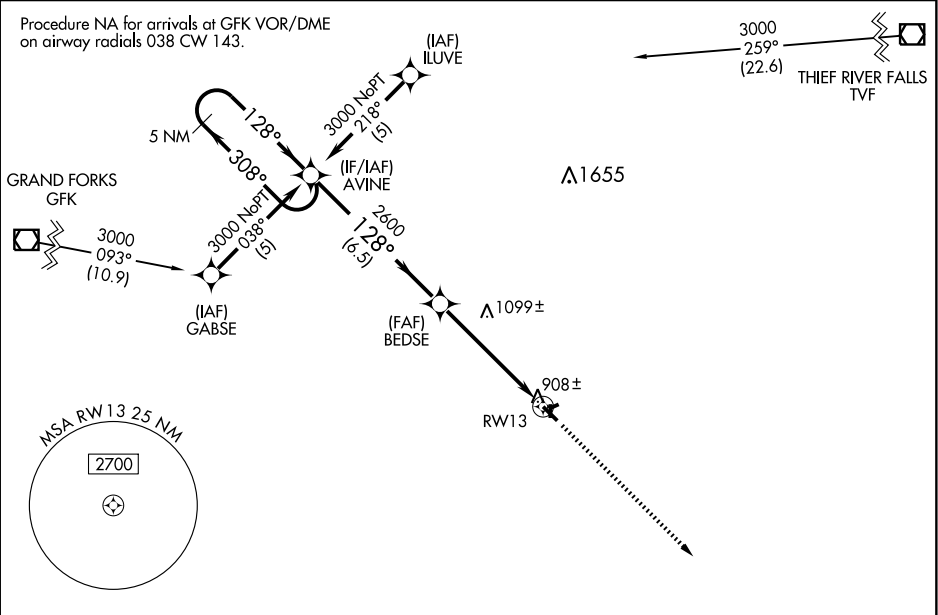 Procedure NA for arrivals at GFK VOR/DME
on airway radials 038 CW 143.
(IAF)
ILUVE
3000
259°
(22.6)
THIEF RIVER FALLS
TVF
3000 NoPT
218°
(5)
5 NM
128°
308°
(IF/IAF)
AVINE
1655
GRAND FORKS
GFK
3000
093°
(10.9)
3000 NoPT
038°
(5)
(IAF)
GABSE
2600
128°
(6.5)
(FAF)
BEDSE
1099±
908±
RW13
MSA RW13 25 NM
2700